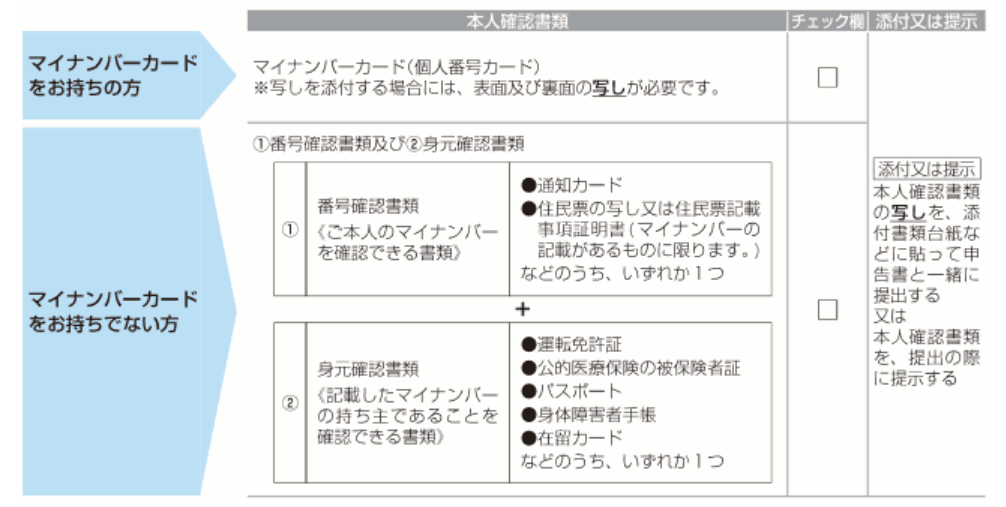 本人確認書類
チェック欄
添付又は提示
マイナンバーカード
をお持ちの方
マイナンバーカード(個人番号カード)
※写しを添付する場合には、表面及び裏面の写しが必要です。
□
マイナンバーカード
をお持ちでない方
①番号確認書類及び②身元確認書類
①
番号確認書類
《ご本人のマイナンバー
を確認できる書類》
●通知カード
●住民票の写し又は住民票記載
事項証明書(マイナンバーの
記載があるものに限ります。)
などのうち、いずれか1つ
+
②
身元確認書類
《記載したマイナンバー
の持ち主であることを
確認できる書類》
●運転免許証
●公的医療保険の被保険者証
●パスポート
●身体障害者手帳
●在留カード
などのうち、いずれか1つ
□
添付又は提示
本人確認書類
の写しを、添
付書類台紙な
どに貼って申
告書と一緒に
提出する
又は
本人確認書類
を、提出の際
に提示する